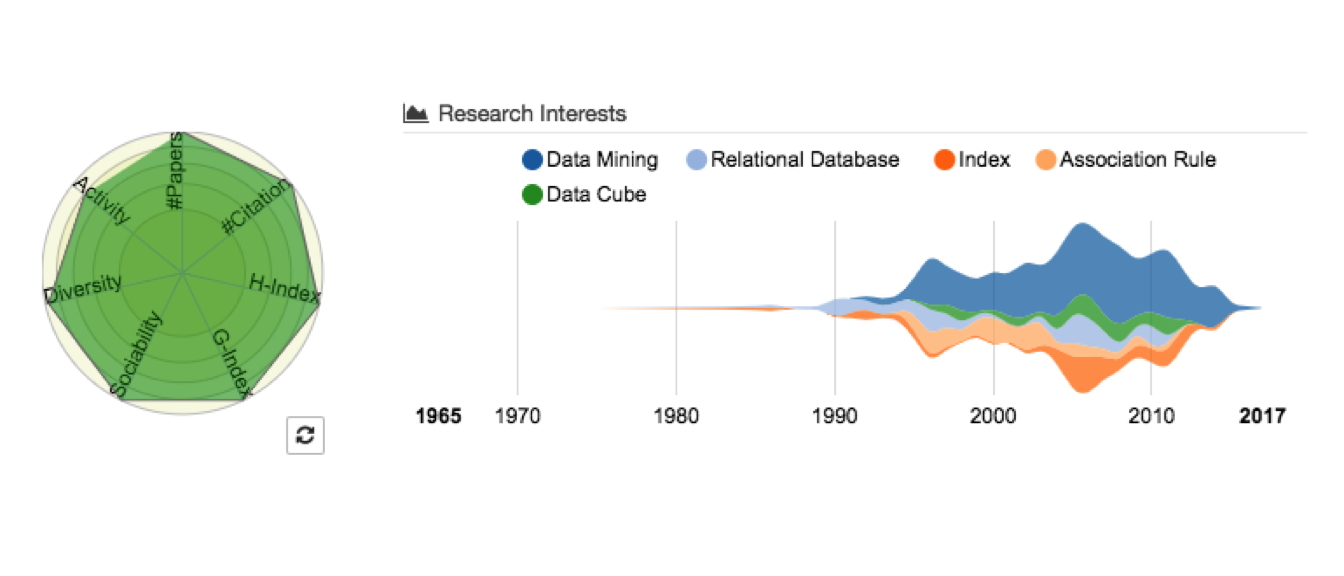 #Papers
#Citation
H-Index
G-Index
Sociability
Diversity
Activity
Research Interests
Data Mining Relational Database Index Association Rule
Data Cube
1965 1970 1980 1990 2000 2010 2017